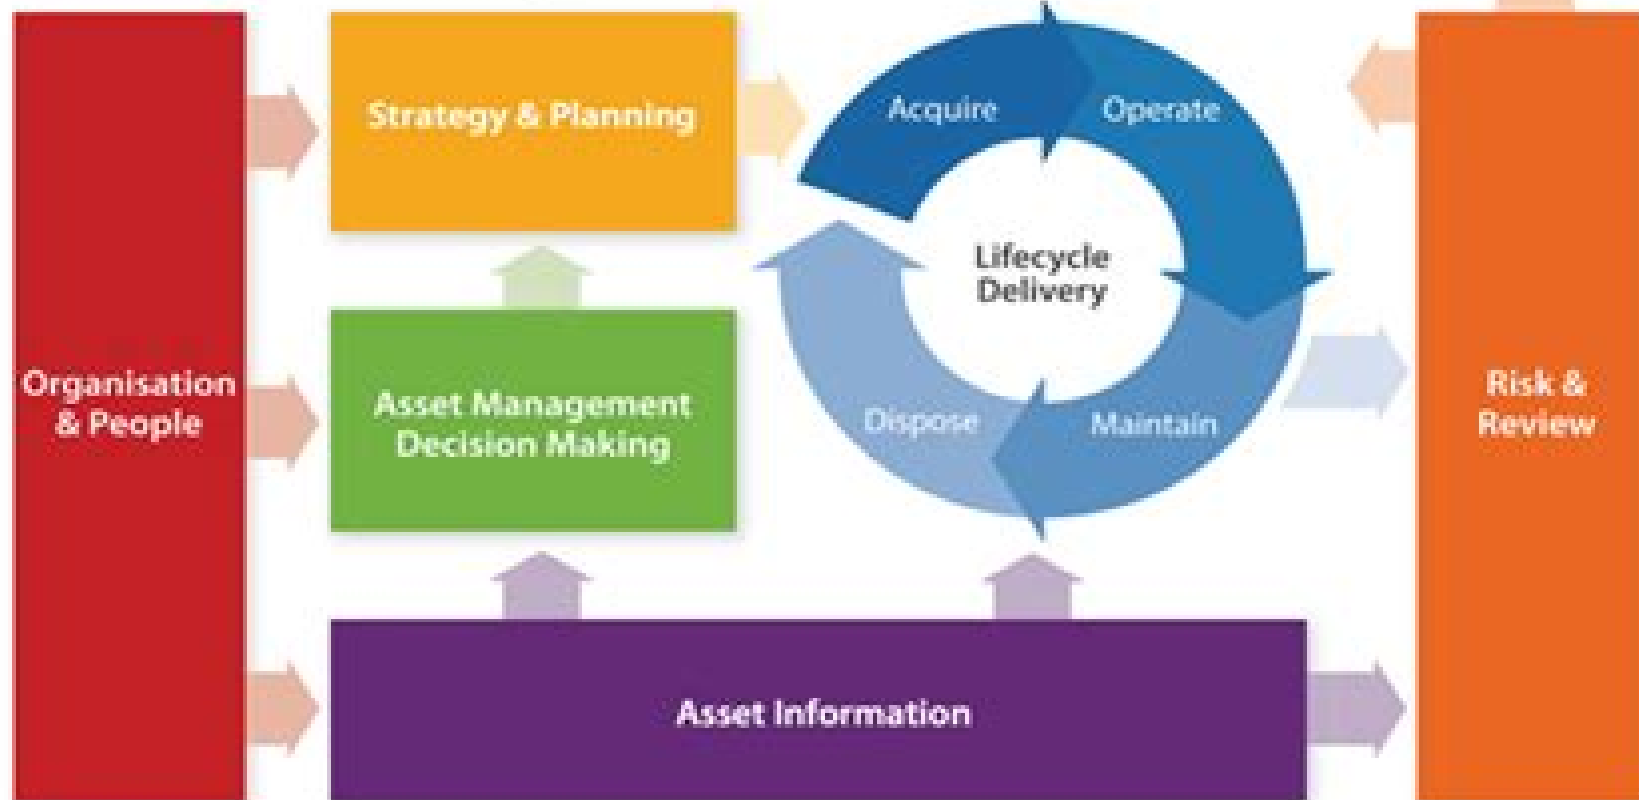 Strategy & Planning
Acquire
Operate
Lifecycle
Delivery
Organisation
& People
Asset Management
Decision Making
Dispose
Maintain
Risk &
Review
Asset Information